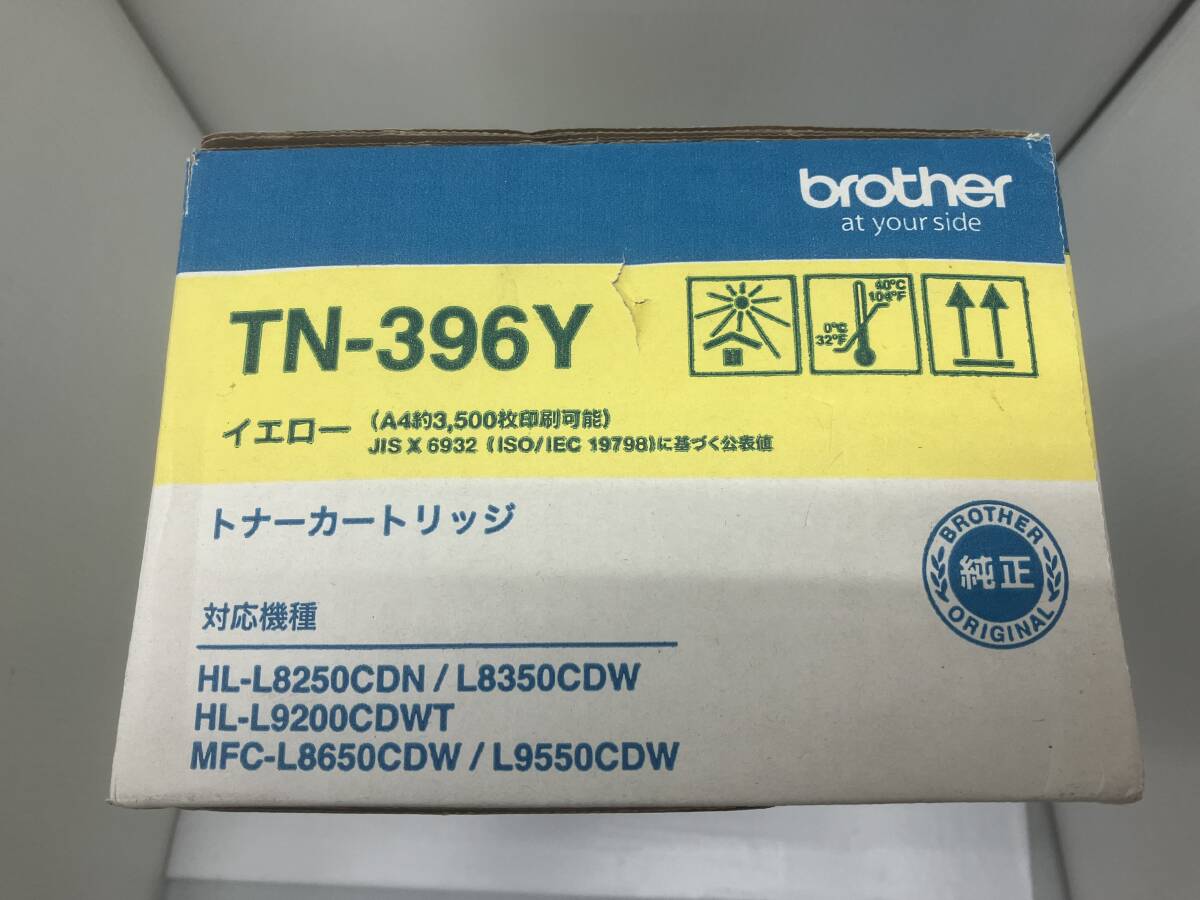 brother
at your side
TN-396Y
40℃
104°F
0℃
32°F
イエロー
(A4約3,500枚印刷可能)
JIS X 6932 (ISO/IEC 19798)に基づく公表値
トナーカートリッジ
BROTHER
純正
ORIGINAL
対応機種
HL-L8250CDN / L8350CDW
HL-L9200CDWT
MFC-L8650CDW / L9550CDW